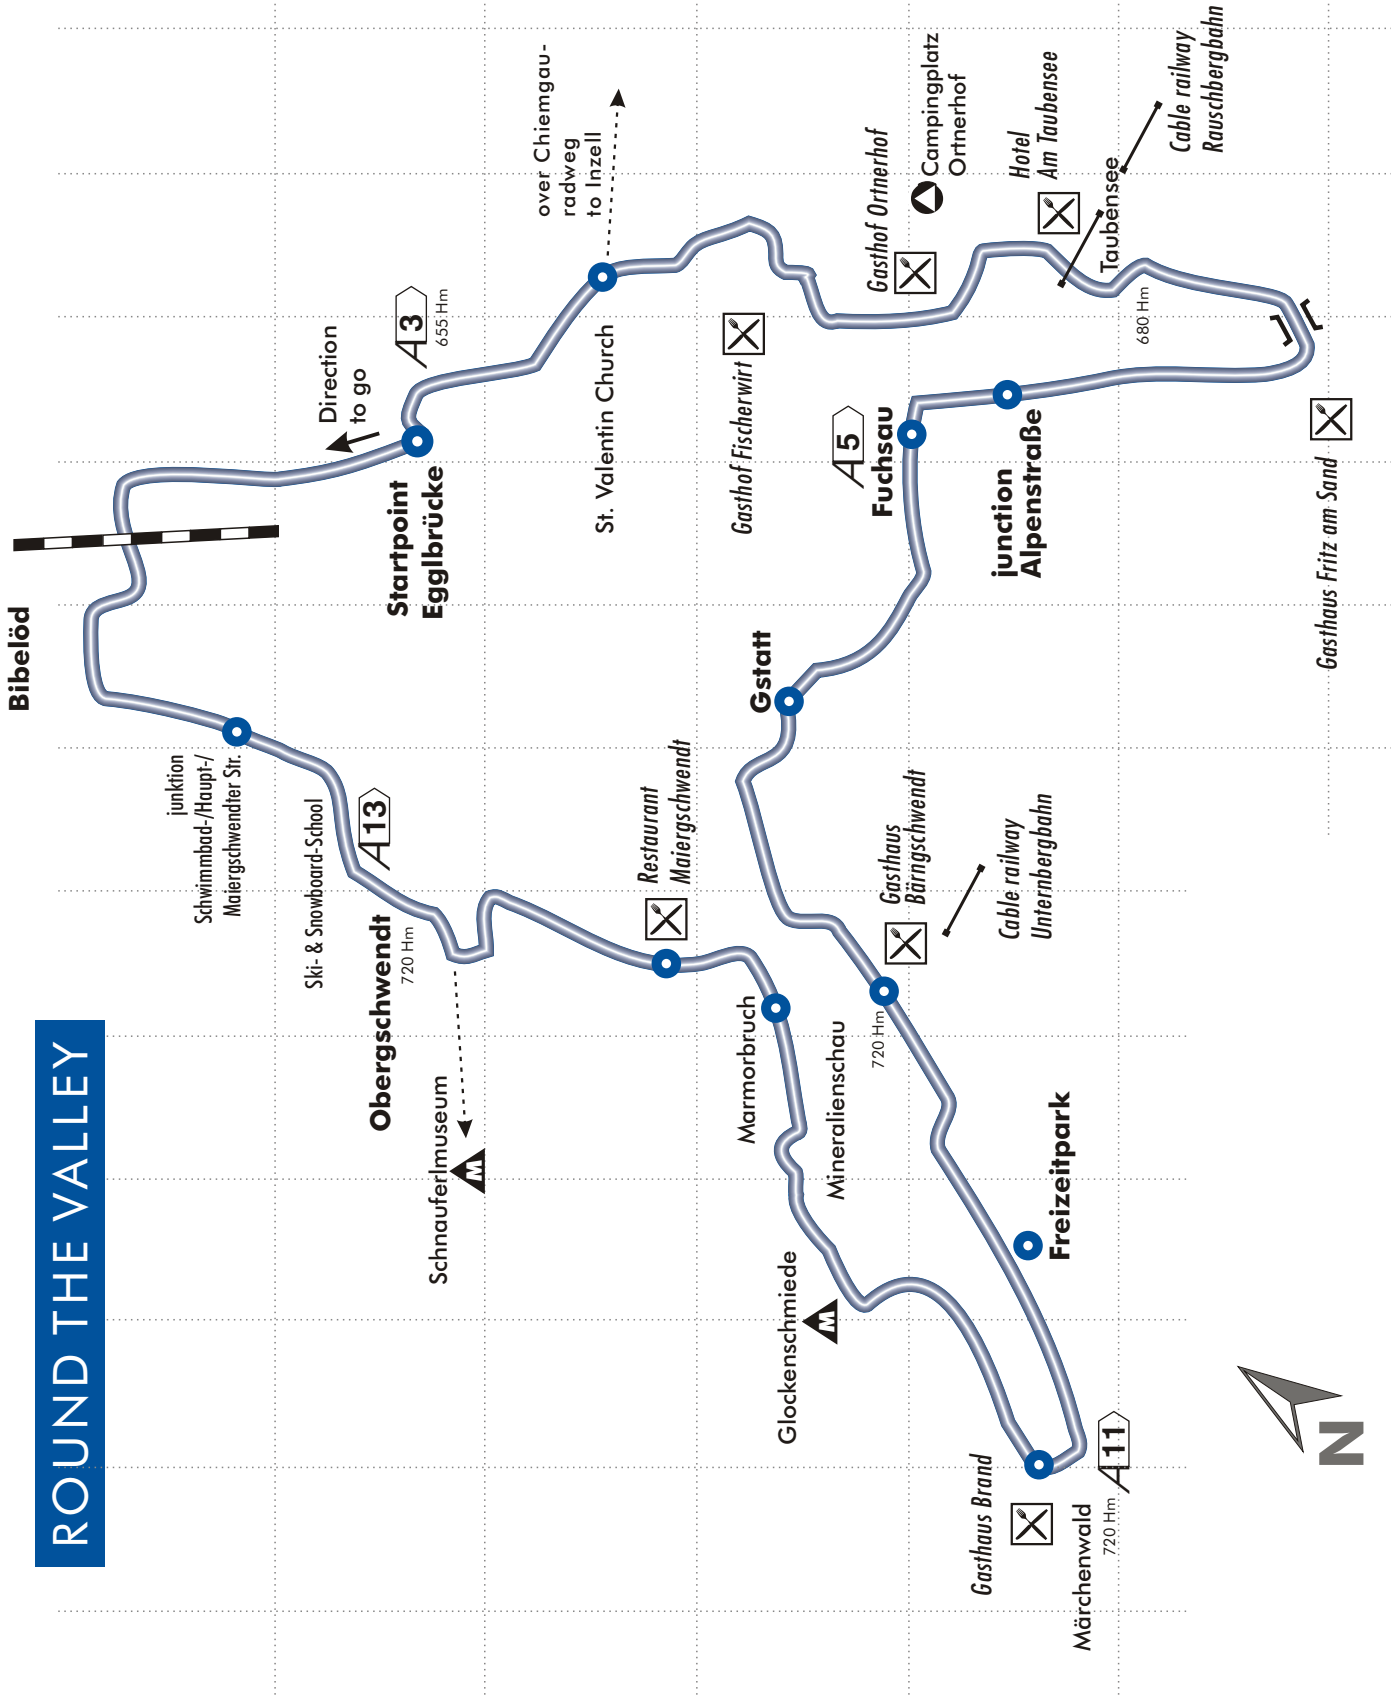 ROUND THE VALLEY
Bibelöd
junktion
Schwimmbad-/Haupt-/
Maiergschwendter Str.
Ski- & Snowboard-School
A 13
Obergschwendt
720 Hm
Schnauferlmuseum
M
Direction
to go
Startpoint
Egglbrücke
A 3
655 Hm
over Chiemgau-
radweg
to Inzell
St. Valentin Church
Restaurant
Maiergschwendt
Marmorbruch
Mineralienschau
Glockenschmiede
M
Gasthof Fischerwirt
Gstatt
A 5
Fuchsau
Gasthof Ortnerhof
Campingplatz
Ortnerhof
Hotel
Am Taubensee
Taubensee
680 Hm
Cable railway
Rauschbergbahn
junction
Alpenstraße
Gasthaus Fritz am Sand
Gasthaus
Bärngschwendt
720 Hm
Cable railway
Unternbergbahn
Freizeitpark
Gasthaus Brand
Märchenwald
720 Hm
A 11
N